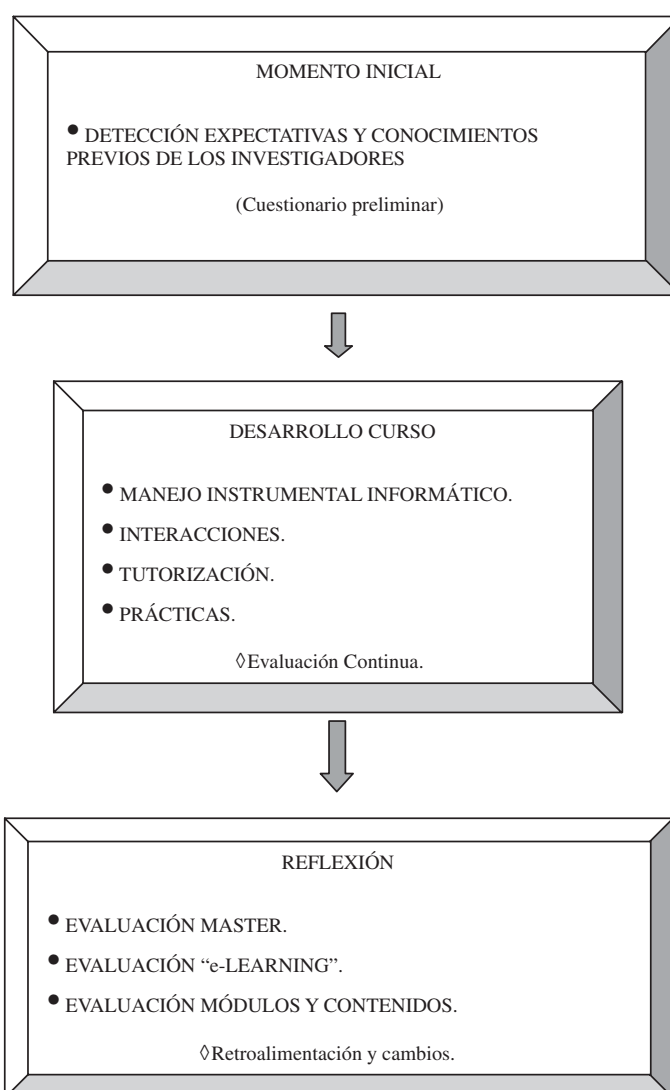 MOMENTO INICIAL
• DETECCIÓN EXPECTATIVAS Y CONOCIMIENTOS
PREVIOS DE LOS INVESTIGADORES
(Cuestionario preliminar)
DESARROLLO CURSO
• MANEJO INSTRUMENTAL INFORMÁTICO.
• INTERACCIONES.
• TUTORIZACIÓN.
• PRÁCTICAS.
◊Evaluación Continua.
REFLEXIÓN
• EVALUACIÓN MASTER.
• EVALUACIÓN “e-LEARNING”.
• EVALUACIÓN MÓDULOS Y CONTENIDOS.
◊Retroalimentación y cambios.